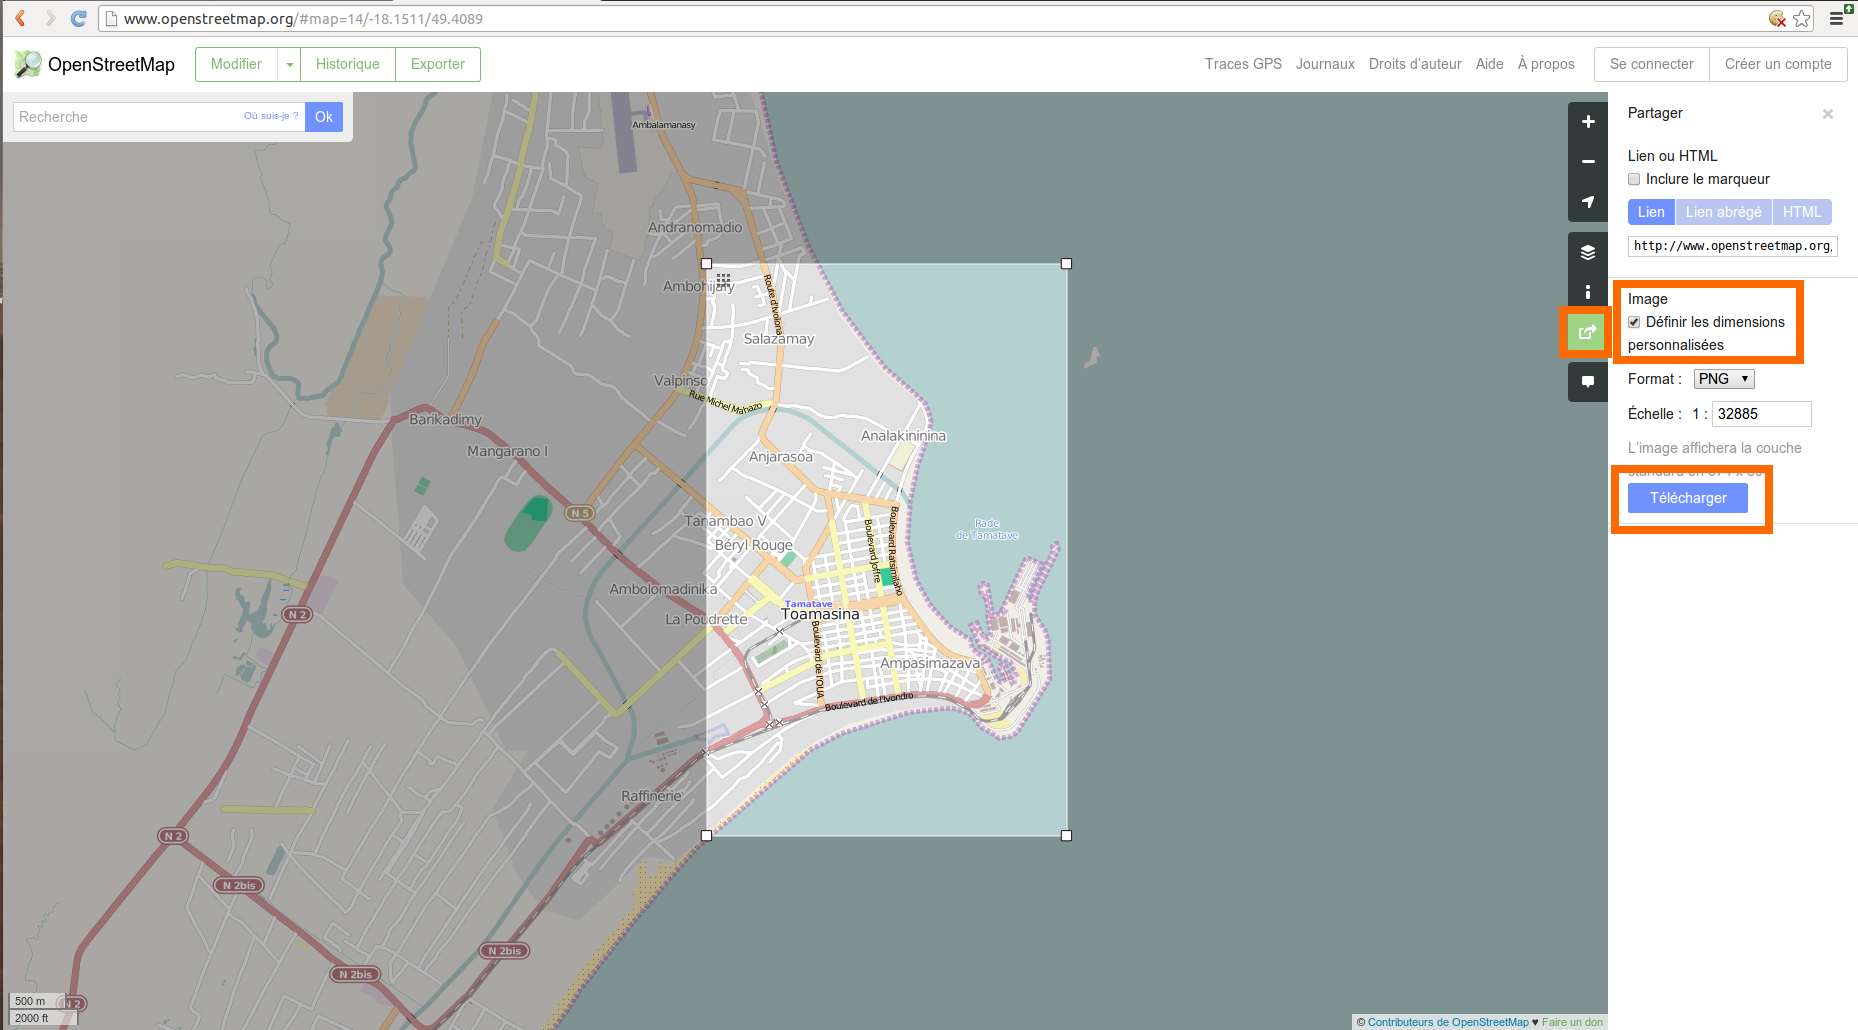 www.openstreetmap.org/#map=14/-18.1511/49.4089
OpenStreetMap
Modifier
Historique
Exporter
Traces GPS
Journaux
Droits d'auteur
Aide
À propos
Se connecter
Créer un compte
Recherche
Où suis-je ?
Ok
Partager
Lien ou HTML
Inclure le marqueur
Lien
Lien abrégé
HTML
http://www.openstreetmap.org/
Image
Définir les dimensions
personnalisées
Format :
PNG
Échelle : 1 : 32885
L'image affichera la couche
Télécharger
Ambalamanasy
Andranomadio
Ambohijafy
Route d'Ivolona
Salazamay
Valpinso
Rue Michel Mahazo
Barikadimy
Analakininina
Mangarano I
Anjarasoa
N 5
Tanambao V
Boulevard Joffre
Boulevard Ratsimilaho
Rade
de Tamatave
Béryl Rouge
Ambolomadinika
N 2
Tamatave
Toamasina
La Poudrette
Boulevard de l'OUA
Ampasimazava
Boulevard de l'Ivondro
Raffinerie
N 2
N 2bis
N 2bis
N 2bis
N 2
500 m
2000 ft
© Contributeurs de OpenStreetMap ♥ Faire un don